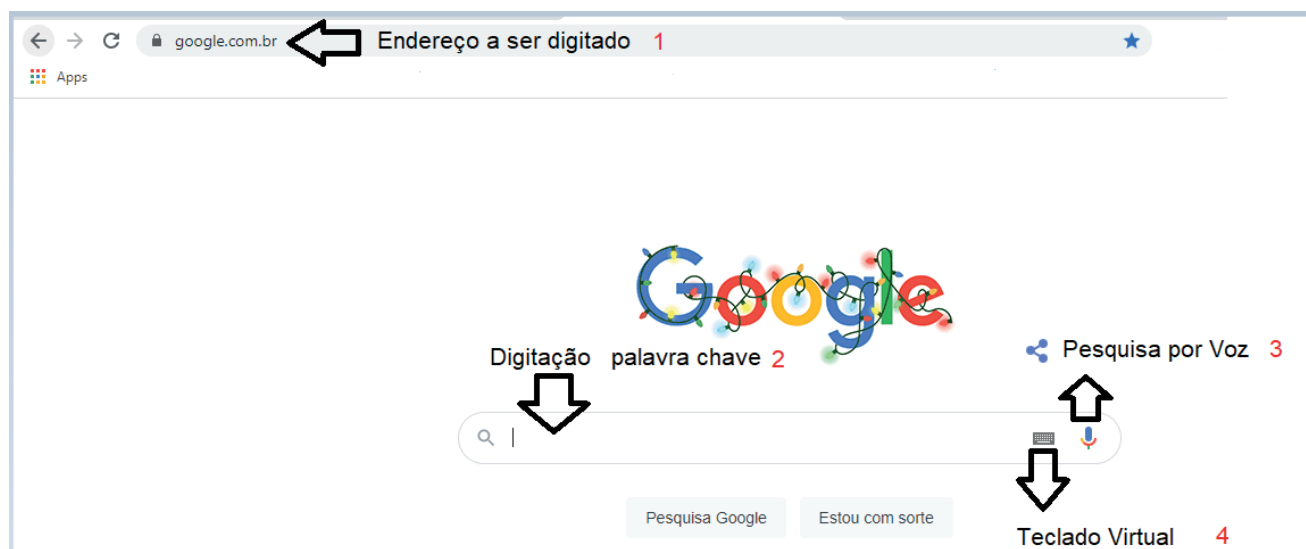 google.com.br Endereço a ser digitado 1
Apps
Google
Digitação palavra chave 2
Pesquisa por Voz 3
Pesquisa Google Estou com sorte
Teclado Virtual 4